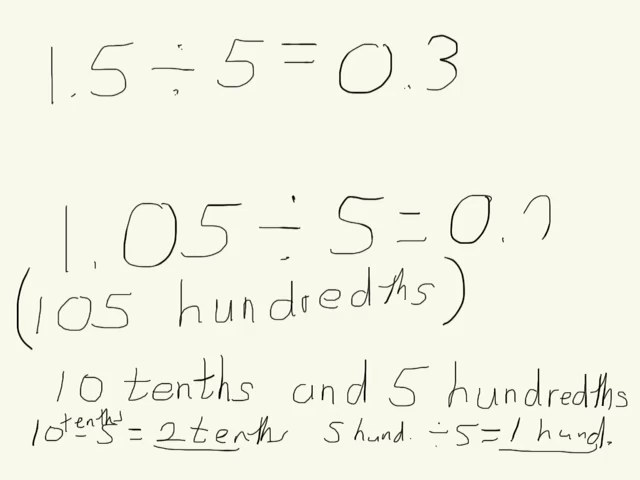 1.5 ÷ 5 = 0.3
1.05 ÷ 5 = 0.
(105 hundredths)
10 tenths and 5 hundredths
10 tenths ÷ 5 = 2 tenths 5 hund. ÷ 5 = 1 hund.